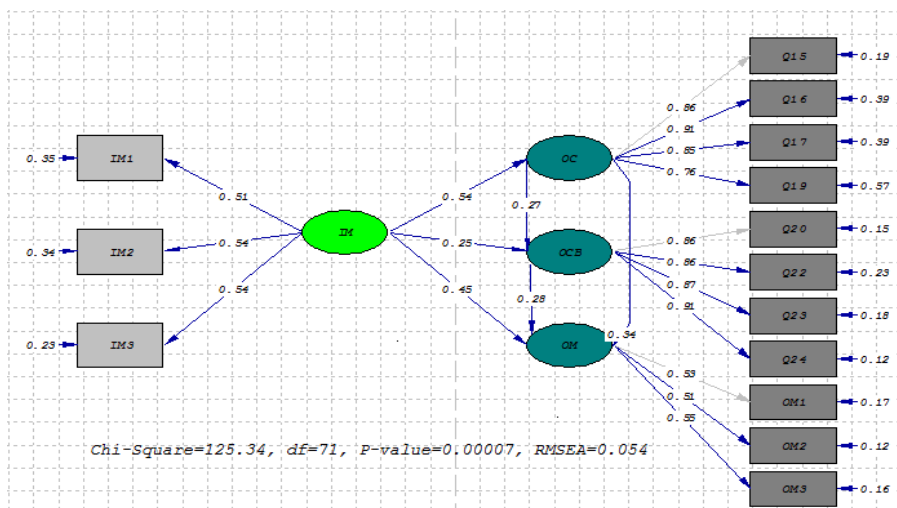 Q15
0.19
0.86
Q16
0.39
0.91
Q17
0.39
0.85
0.35
IM1
OC
0.76
Q19
0.57
0.51
0.54
0.27
Q20
0.15
0.86
IM
0.34
IM2
0.54
0.25
OCB
0.86
Q22
0.23
0.87
0.54
0.45
0.28
0.91
Q23
0.18
0.23
IM3
OM
0.34
Q24
0.12
0.53
0.51
OM1
0.17
0.55
OM2
0.12
Chi-Square=125.34, df=71, P-value=0.00007, RMSEA=0.054
OM3
0.16